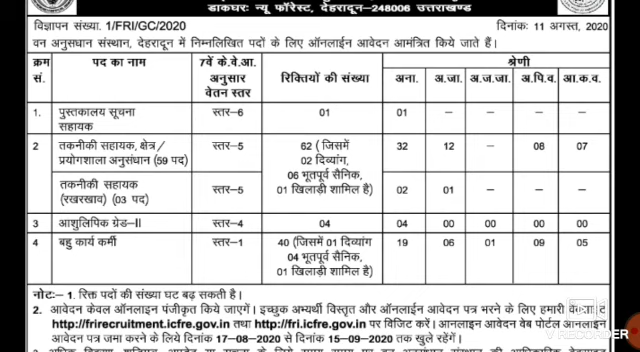 डाकघरः न्यू फॉरेस्ट, देहरादून-248006 उत्तराखण्ड
विज्ञापन संख्या. 1/FRI/GC/2020 दिनांक: 11 अगस्त, 2020
वन अनुसधान संस्थान, देहरादून में निम्नलिखित पदों के लिए ऑनलाईन आवेदन आमंत्रित किये जाते हैं।
क्रम सं. पद का नाम 7वें के.वे.आ. अनुसार वेतन स्तर रिक्तियों की संख्या श्रेणी
अना. अ.जा. अ.ज.जा. अ.पि.व. आ.क.व.
1. पुस्तकालय सूचना सहायक स्तर-6 01 01 – – – –
2 तकनीकी सहायक, क्षेत्र/ प्रयोगशाला अनुसंधान (59 पद) स्तर-5 62 (जिसमें 02 दिव्यांग, 06 भूतपूर्व सैनिक, 01 खिलाड़ी शामिल है) 32 12 – 08 07
तकनीकी सहायक (रखरखाव) (03 पद) स्तर-5 02 01 – – –
3 आशुलिपिक ग्रेड-II स्तर-4 04 04 00 00 00 00
4 बहु कार्य कर्मी स्तर-1 40 (जिसमें 01 दिव्यांग 04 भूतपूर्व सैनिक, 01 खिलाड़ी शामिल है) 19 06 01 09 05
नोटः- 1. रिक्त पदों की संख्या घट बढ़ सकती है।
2. आवेदन केवल ऑनलाइन पंजीकृत किये जाएगें। इच्छुक अभ्यर्थी विस्तृत और ऑनलाईन आवेदन पत्र भरने के लिए हमारी
http://frirecruitment.icfre.gov.in तथा http://fri.icfre.gov.in पर विजिट करें। आनलाइन आवेदन वेब पोर्टल आनलाईन
आवेदन पत्र जमा करने के लिये दिनांक 17-08-2020 से दिनांक 15-09-2020 तक खुले रहेंगें।
KINEMASTER